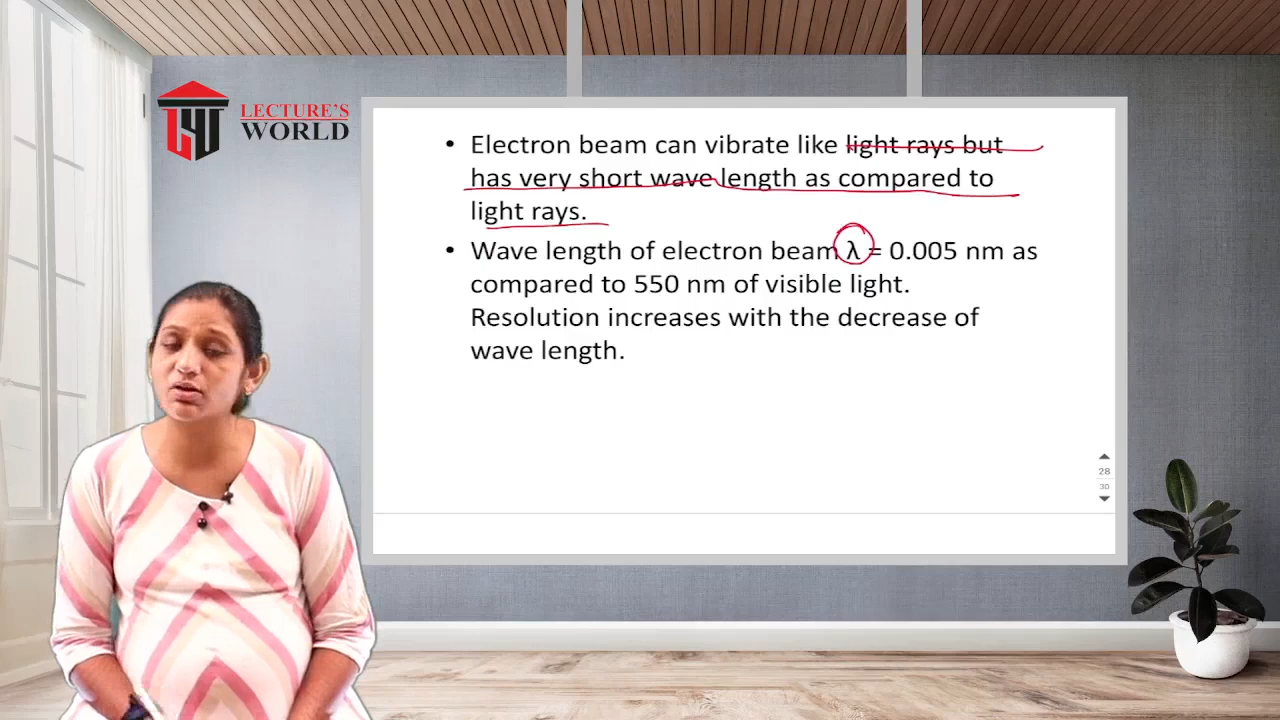 LECTURE'S
WORLD
• Electron beam can vibrate like light rays but
has very short wave length as compared to
light rays.
• Wave length of electron beam λ = 0.005 nm as
compared to 550 nm of visible light.
Resolution increases with the decrease of
wave length.
28
30